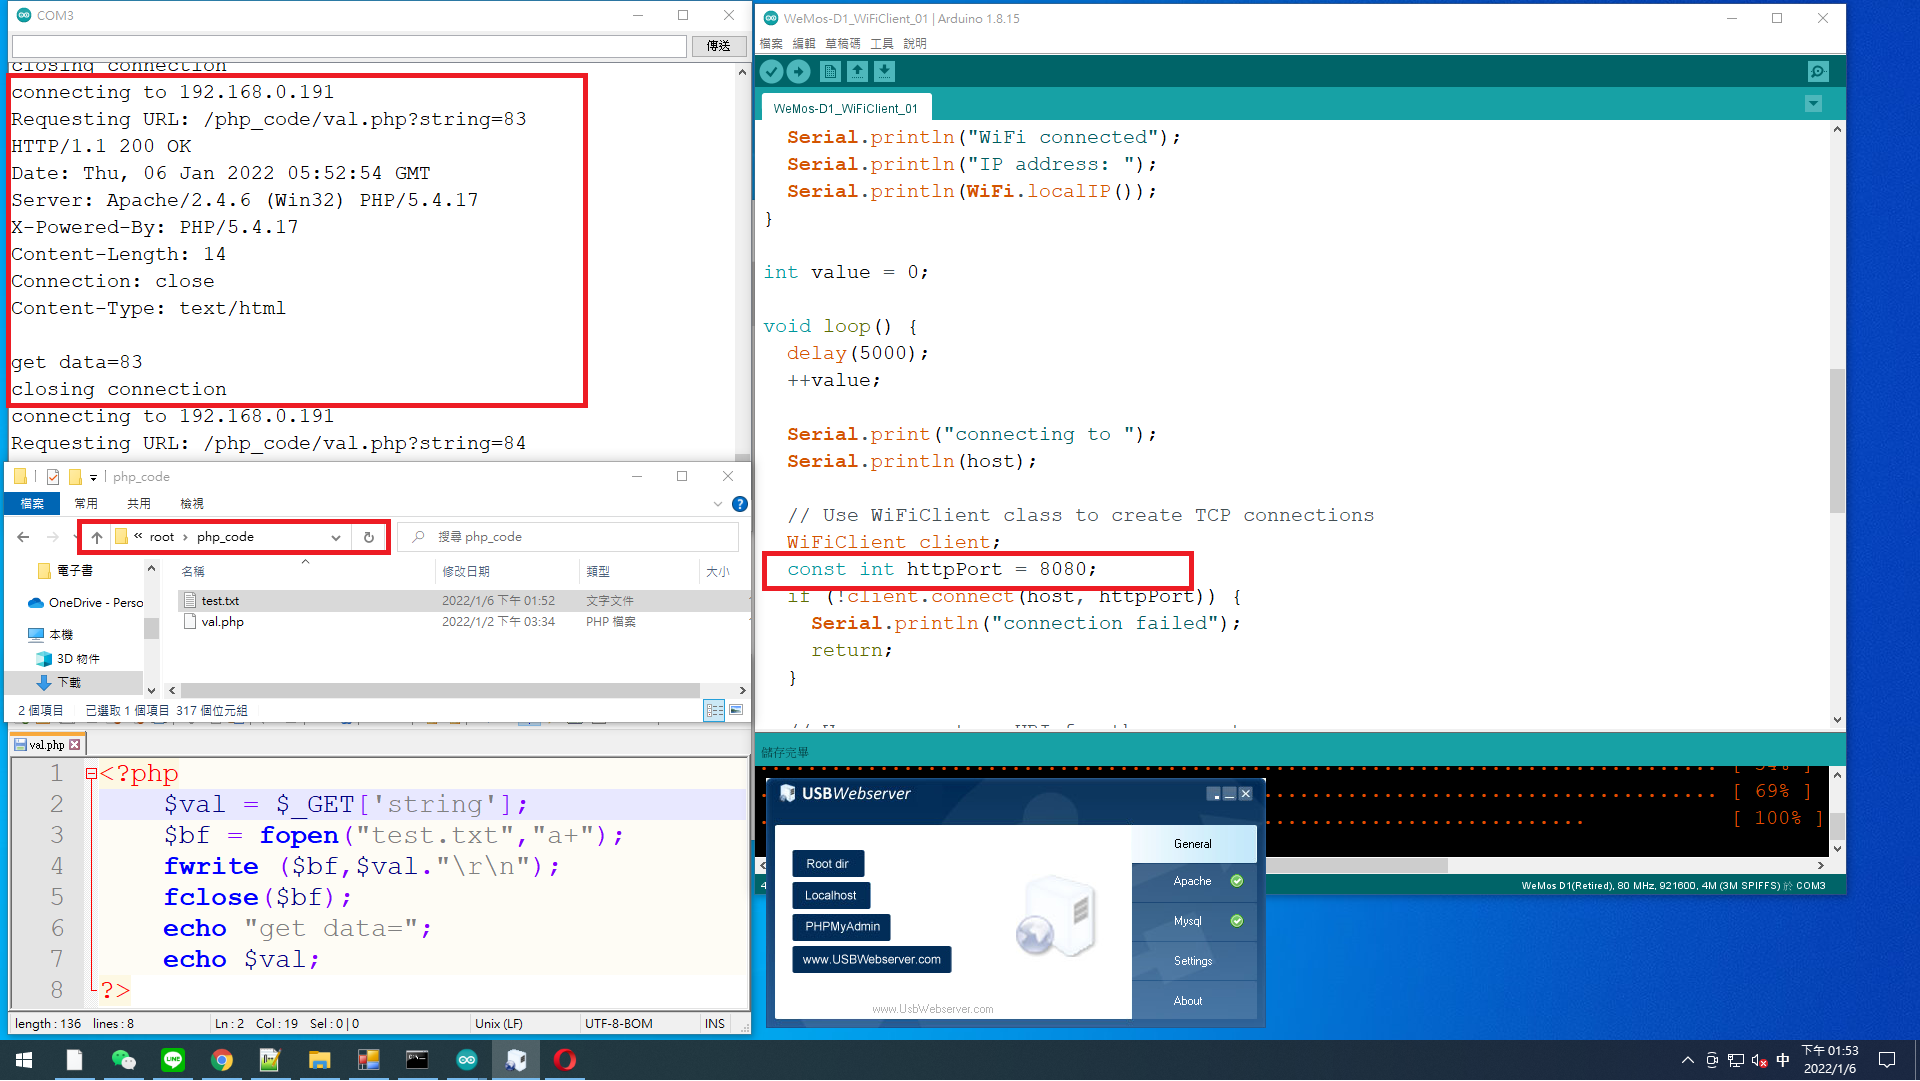 COM3
傳送
closing connection
connecting to 192.168.0.191
Requesting URL: /php_code/val.php?string=83
HTTP/1.1 200 OK
Date: Thu, 06 Jan 2022 05:52:54 GMT
Server: Apache/2.4.6 (Win32) PHP/5.4.17
X-Powered-By: PHP/5.4.17
Content-Length: 14
Connection: close
Content-Type: text/html
get data=83
closing connection
connecting to 192.168.0.191
Requesting URL: /php_code/val.php?string=84
php_code
檔案 常用 共用 檢視
« root › php_code
搜尋 php_code
電子書
OneDrive - Perso
本機
3D 物件
下載
名稱 修改日期 類型 大小
test.txt 2022/1/6 下午 01:52 文字文件
val.php 2022/1/2 下午 03:34 PHP 檔案
2 個項目 已選取 1 個項目 317 個位元組
val.php
1 <?php
2 $val = $_GET['string'];
3 $bf = fopen("test.txt","a+");
4 fwrite ($bf,$val."\r\n");
5 fclose($bf);
6 echo "get data=";
7 echo $val;
8 ?>
length : 136 lines : 8 Ln : 2 Col : 19 Sel : 0 | 0 Unix (LF) UTF-8-BOM INS
WeMos-D1_WiFiClient_01 | Arduino 1.8.15
檔案 編輯 草稿碼 工具 說明
WeMos-D1_WiFiClient_01
Serial.println("WiFi connected");
Serial.println("IP address: ");
Serial.println(WiFi.localIP());
}
int value = 0;
void loop() {
delay(5000);
++value;
Serial.print("connecting to ");
Serial.println(host);
// Use WiFiClient class to create TCP connections
WiFiClient client;
const int httpPort = 8080;
if (!client.connect(host, httpPort)) {
Serial.println("connection failed");
return;
}
儲存完畢
[ 69% ]
[ 100% ]
WeMos D1(Retired), 80 MHz, 921600, 4M (3M SPIFFS) 於 COM3
USBWebserver
Root dir
Localhost
PHPMyAdmin
www.USBWebserver.com
www.UsbWebserver.com
General
Apache
Mysql
Settings
About
中
下午 01:53
2022/1/6